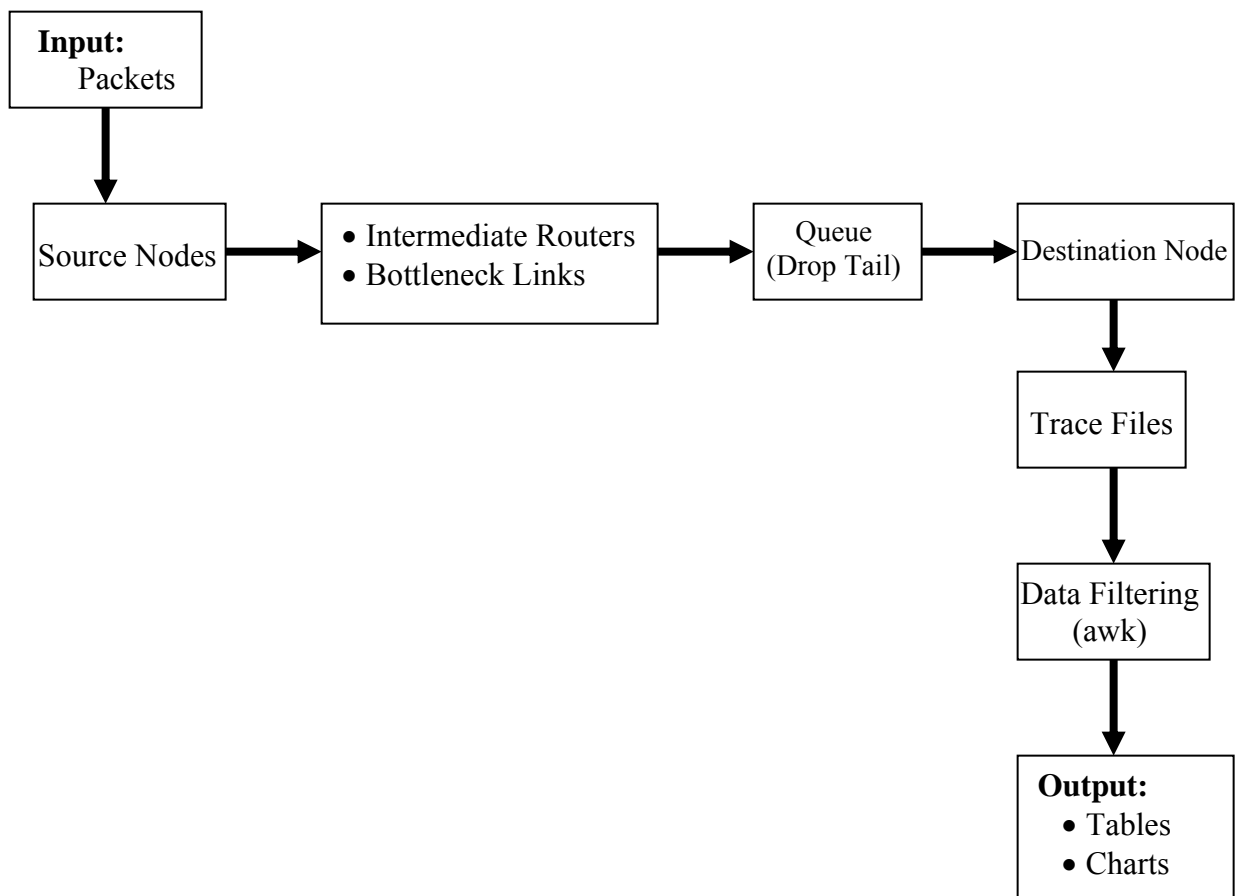 Input:
Packets
Source Nodes
• Intermediate Routers
• Bottleneck Links
Queue
(Drop Tail)
Destination Node
Trace Files
Data Filtering
(awk)
Output:
• Tables
• Charts